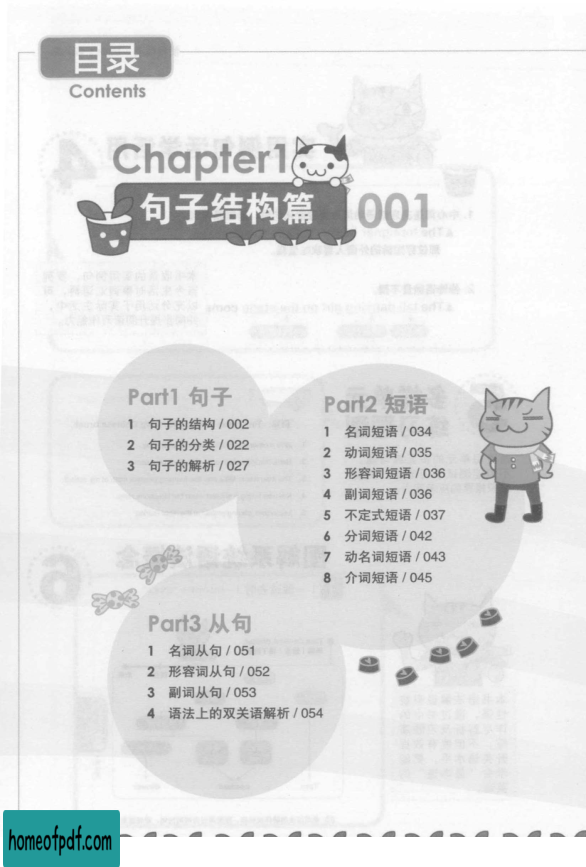 目录
Contents
Chapter1
句子结构篇 001
Part1 句子
1 句子的结构 / 002
2 句子的分类 / 022
3 句子的解析 / 027
Part2 短语
1 名词短语 / 034
2 动词短语 / 035
3 形容词短语 / 036
4 副词短语 / 036
5 不定式短语 / 037
6 分词短语 / 042
7 动名词短语 / 043
8 介词短语 / 045
Part3 从句
1 名词从句 / 051
2 形容词从句 / 052
3 副词从句 / 053
4 语法上的双关语解析 / 054
homeofpdf.com